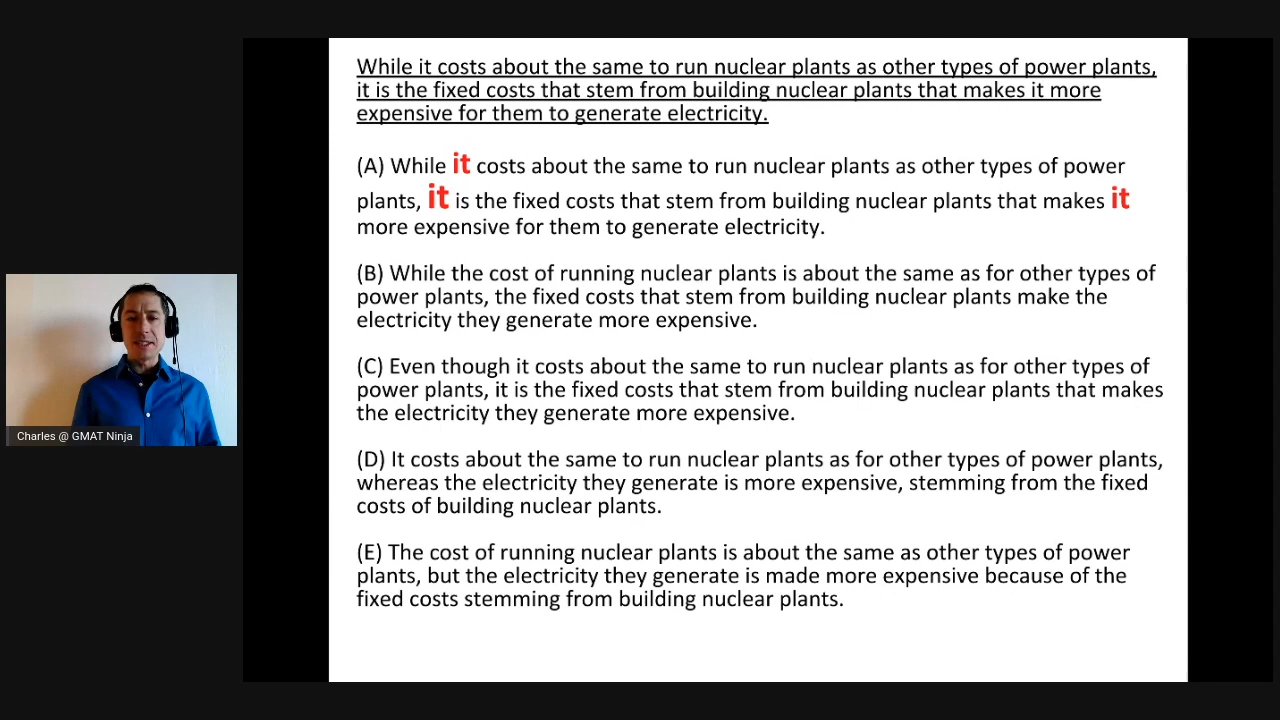 While it costs about the same to run nuclear plants as other types of power plants,
it is the fixed costs that stem from building nuclear plants that makes it more
expensive for them to generate electricity.
(A) While it costs about the same to run nuclear plants as other types of power
plants, it is the fixed costs that stem from building nuclear plants that makes it
more expensive for them to generate electricity.
(B) While the cost of running nuclear plants is about the same as for other types of
power plants, the fixed costs that stem from building nuclear plants make the
electricity they generate more expensive.
(C) Even though it costs about the same to run nuclear plants as for other types of
power plants, it is the fixed costs that stem from building nuclear plants that makes
the electricity they generate more expensive.
(D) It costs about the same to run nuclear plants as for other types of power plants,
whereas the electricity they generate is more expensive, stemming from the fixed
costs of building nuclear plants.
(E) The cost of running nuclear plants is about the same as other types of power
plants, but the electricity they generate is made more expensive because of the
fixed costs stemming from building nuclear plants.
Charles @ GMAT Ninja